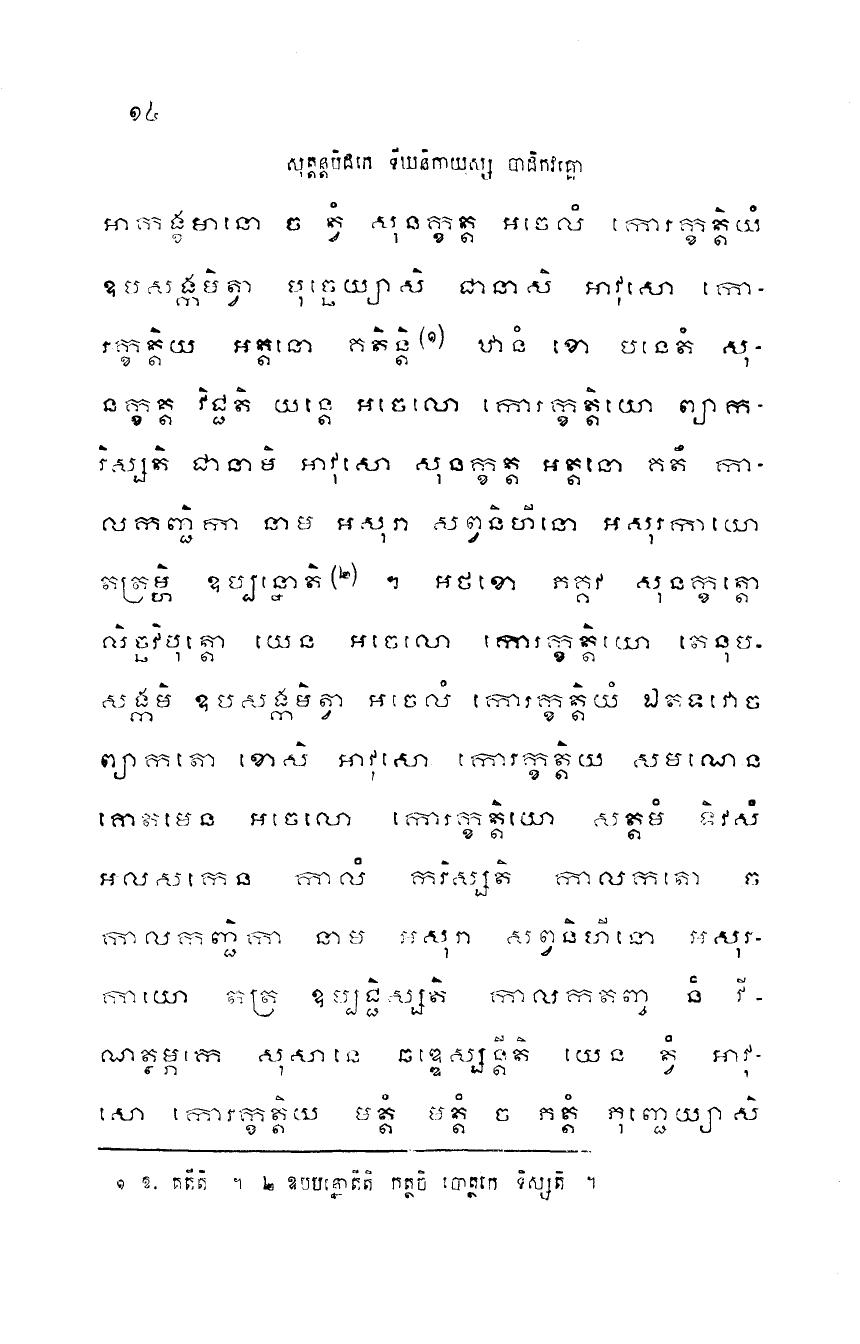 ១៤
សុត្តន្តបិដកេ ទីឃនិកាយស្ស បាដិកវគ្គោ
អាកង្ខមានោ ច ត្វំ សុនក្ខត្ត អចេលំ កោរក្ខត្តិយំ
ឧបសង្កមិត្វា បុច្ឆេយ្យាសិ ជានាសិ អាវុសោ កោ-
រក្ខត្តិយ អត្តនោ គតិន្តិ(១) ឋានំ ខោ បនេតំ សុ-
នក្ខត្ត វិជ្ជតិ យន្តេ អចេលោ កោរក្ខត្តិយោ ព្យាក-
រិស្សតិ ជានាមិ អាវុសោ សុនក្ខត្ត អត្តនោ គតឹ កា-
លកញ្ជិកា នាម អសុរា សព្វនិហីនោ អសុរកាយោ
តត្រម្ហិ ឧប្បន្នោតិ(២) ។ អថខោ ភគ្គវ សុនក្ខត្តោ
លិច្ឆវិបុត្តោ យេន អចេលោ កោរក្ខត្តិយោ តេនុប-
សង្កមិ ឧបសង្កមិត្វា អចេលំ កោរក្ខត្តិយំ ឯតទវោច
ព្យាកតោ ខោសិ អាវុសោ កោរក្ខត្តិយ សមណេន
គោតមេន អចេលោ កោរក្ខត្តិយោ សត្តមំ ទិវសំ
អលសកេន កាលំ ករិស្សតិ កាលកតោ ច
កាលកញ្ជិកា នាម អសុរា សព្វនិហីនោ អសុរ-
កាយោ តត្រ ឧប្បជ្ជិស្សតិ កាលកតញ្ច នំ វី-
រណត្ថម្ភកេ សុសានេ ឆឌ្ឌេស្សន្តីតិ យេន ត្វំ អាវុ-
សោ កោរក្ខត្តិយ មត្តំ មត្តំ ច ភត្តំ ភុញ្ជេយ្យាសិ
១ ឱ. គតីតិ ។ ២ ឧបបន្នោតីតិ កត្ថចិ បោត្ថកេ ទិស្សតិ ។